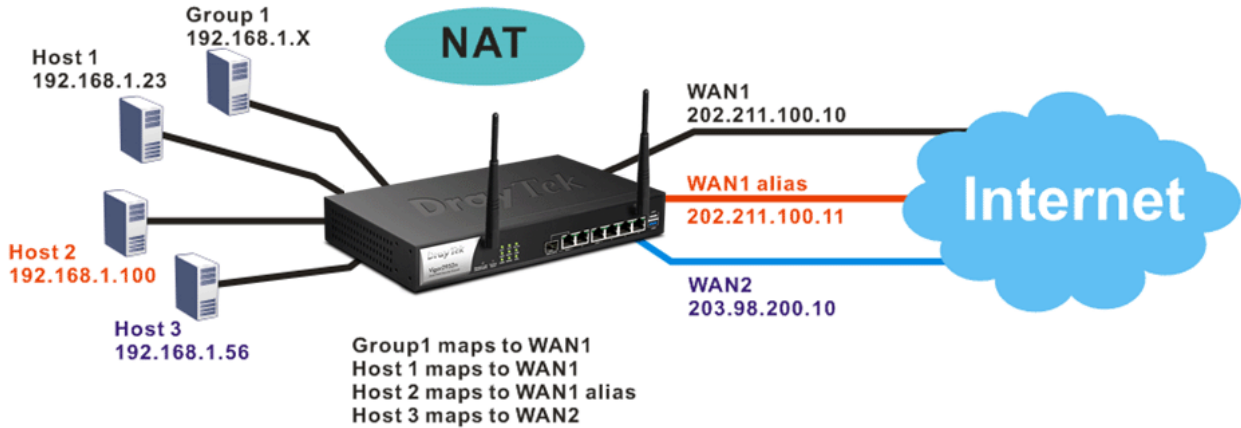 Group 1
192.168.1.X
Host 1
192.168.1.23
Host 2
192.168.1.100
Host 3
192.168.1.56
NAT
DrayTek
DrayTek
WAN1
202.211.100.10
WAN1 alias
202.211.100.11
WAN2
203.98.200.10
Internet
Group1 maps to WAN1
Host 1 maps to WAN1
Host 2 maps to WAN1 alias
Host 3 maps to WAN2